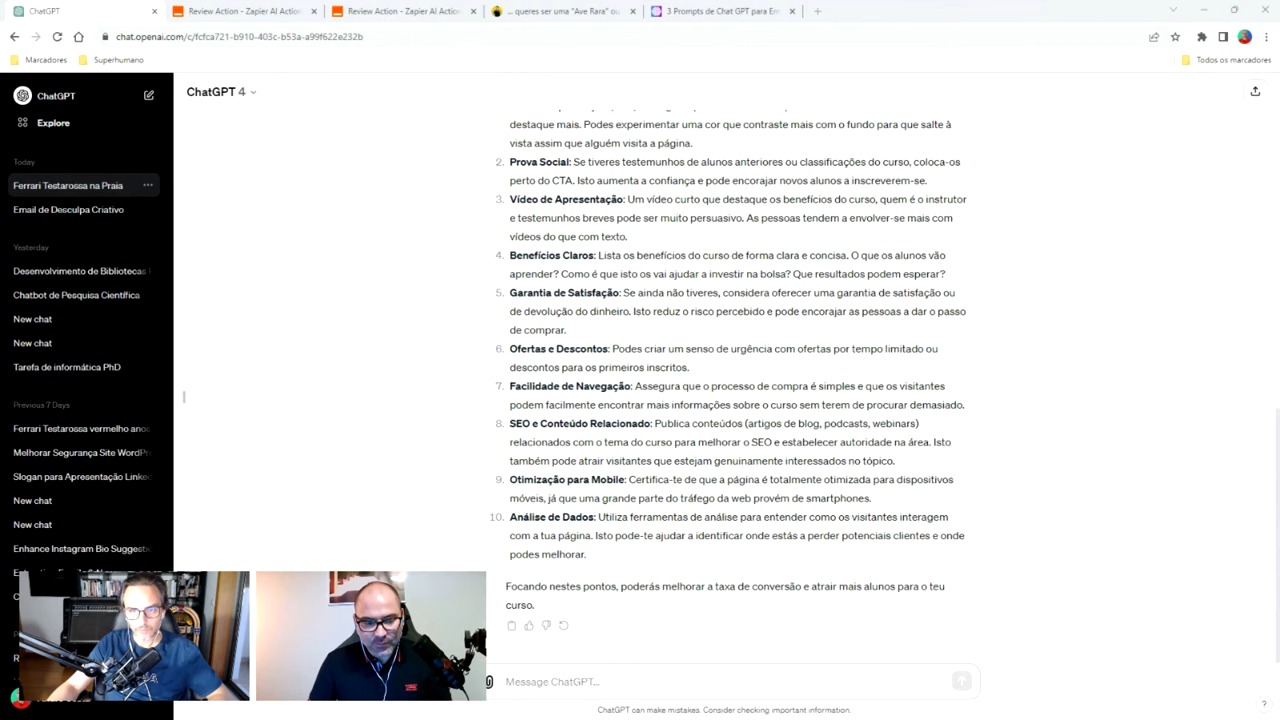 ChatGPT
Review Action - Zapier AI Action
Review Action - Zapier AI Action
... queres ser uma "Ave Rara" ou
3 Prompts de Chat GPT para Em
chat.openai.com/c/fcfca721-b910-403c-b53a-a99f622e232b
Marcadores
Superhumano
Todos os marcadores
ChatGPT
Explore
Today
Ferrari Testarossa na Praia
Email de Desculpa Criativo
Yesterday
Desenvolvimento de Bibliotecas
Chatbot de Pesquisa Científica
New chat
New chat
Tarefa de informática PhD
Previous 7 Days
Ferrari Testarossa vermelho anos
Melhorar Segurança Site WordPr
Slogan para Apresentação Linke
New chat
New chat
Enhance Instagram Bio Suggesti
ChatGPT 4
destaque mais. Podes experimentar uma cor que contraste mais com o fundo para que salte à
vista assim que alguém visita a página.
2. Prova Social: Se tiveres testemunhos de alunos anteriores ou classificações do curso, coloca-os
perto do CTA. Isto aumenta a confiança e pode encorajar novos alunos a inscreverem-se.
3. Vídeo de Apresentação: Um vídeo curto que destaque os benefícios do curso, quem é o instrutor
e testemunhos breves pode ser muito persuasivo. As pessoas tendem a envolver-se mais com
vídeos do que com texto.
4. Benefícios Claros: Lista os benefícios do curso de forma clara e concisa. O que os alunos vão
aprender? Como é que isto os vai ajudar a investir na bolsa? Que resultados podem esperar?
5. Garantia de Satisfação: Se ainda não tiveres, considera oferecer uma garantia de satisfação ou
de devolução do dinheiro. Isto reduz o risco percebido e pode encorajar as pessoas a dar o passo
de comprar.
6. Ofertas e Descontos: Podes criar um senso de urgência com ofertas por tempo limitado ou
descontos para os primeiros inscritos.
7. Facilidade de Navegação: Assegura que o processo de compra é simples e que os visitantes
podem facilmente encontrar mais informações sobre o curso sem terem de procurar demasiado.
8. SEO e Conteúdo Relacionado: Publica conteúdos (artigos de blog, podcasts, webinars)
relacionados com o tema do curso para melhorar o SEO e estabelecer autoridade na área. Isto
também pode atrair visitantes que estejam genuinamente interessados no tópico.
9. Otimização para Mobile: Certifica-te de que a página é totalmente otimizada para dispositivos
móveis, já que uma grande parte do tráfego da web provém de smartphones.
10. Análise de Dados: Utiliza ferramentas de análise para entender como os visitantes interagem
com a tua página. Isto pode-te ajudar a identificar onde estás a perder potenciais clientes e onde
podes melhorar.
Focando nestes pontos, poderás melhorar a taxa de conversão e atrair mais alunos para o teu
curso.
Message ChatGPT...
ChatGPT can make mistakes. Consider checking important information.
?